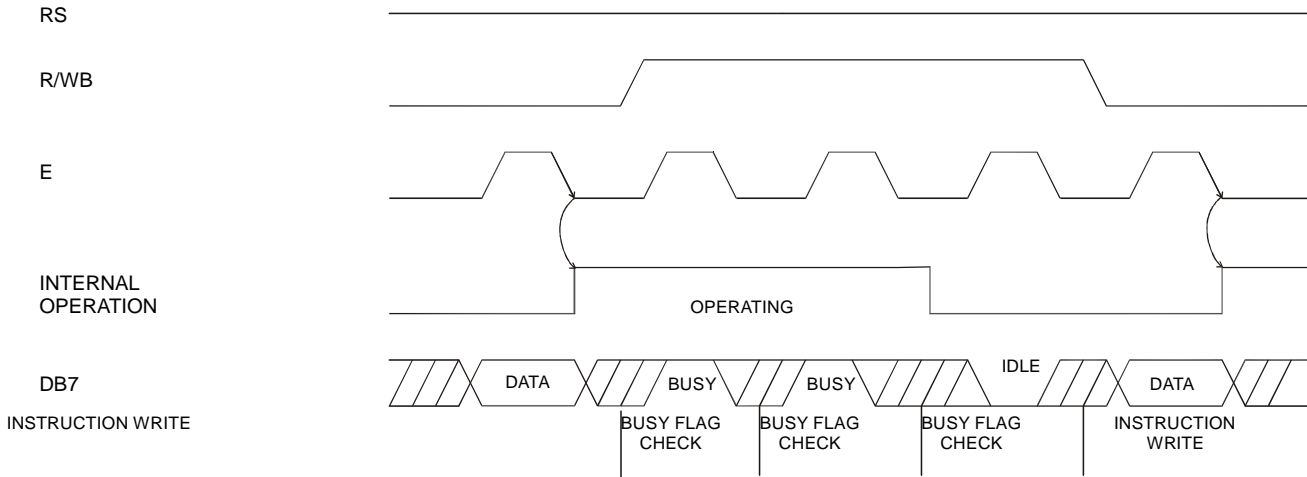 RS
R/WB
E
INTERNAL
OPERATION
OPERATING
IDLE
DB7
DATA
BUSY
BUSY
DATA
INSTRUCTION WRITE
BUSY FLAG
CHECK
BUSY FLAG
CHECK
BUSY FLAG
CHECK
INSTRUCTION
WRITE